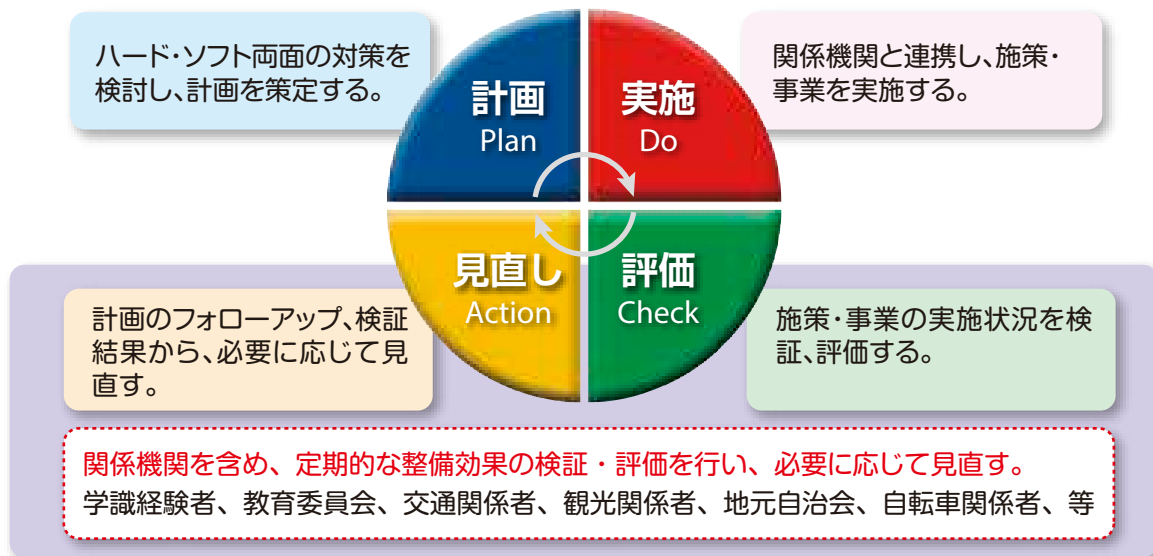 ハード・ソフト両面の対策を
検討し、計画を策定する。
計画
Plan
実施
Do
関係機関と連携し、施策・
事業を実施する。
計画のフォローアップ、検証
結果から、必要に応じて見
直す。
見直し
Action
評価
Check
施策・事業の実施状況を検
証、評価する。
関係機関を含め、定期的な整備効果の検証・評価を行い、必要に応じて見直す。
学識経験者、教育委員会、交通関係者、観光関係者、地元自治会、自転車関係者、等